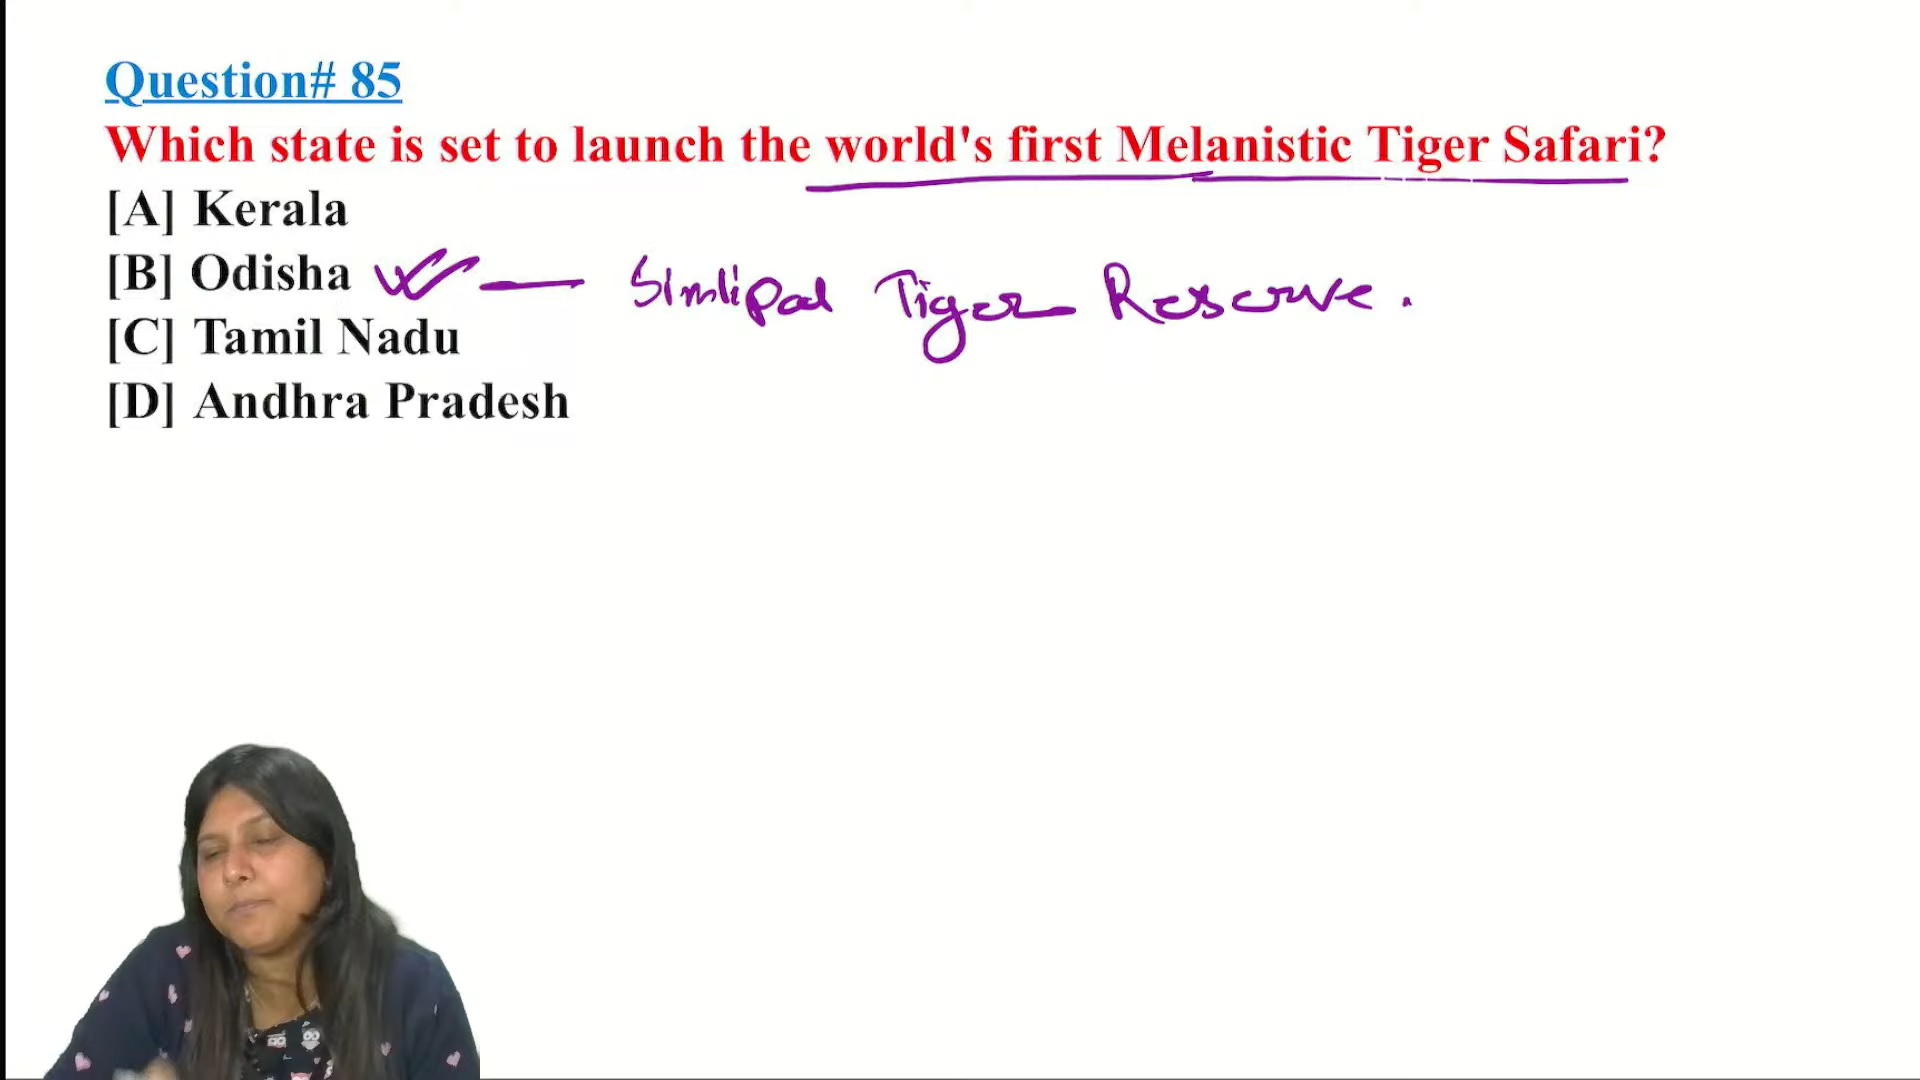 Question# 85
Which state is set to launch the world's first Melanistic Tiger Safari?
[A] Kerala
[B] Odisha — Simlipal Tiger Reserve.
[C] Tamil Nadu
[D] Andhra Pradesh